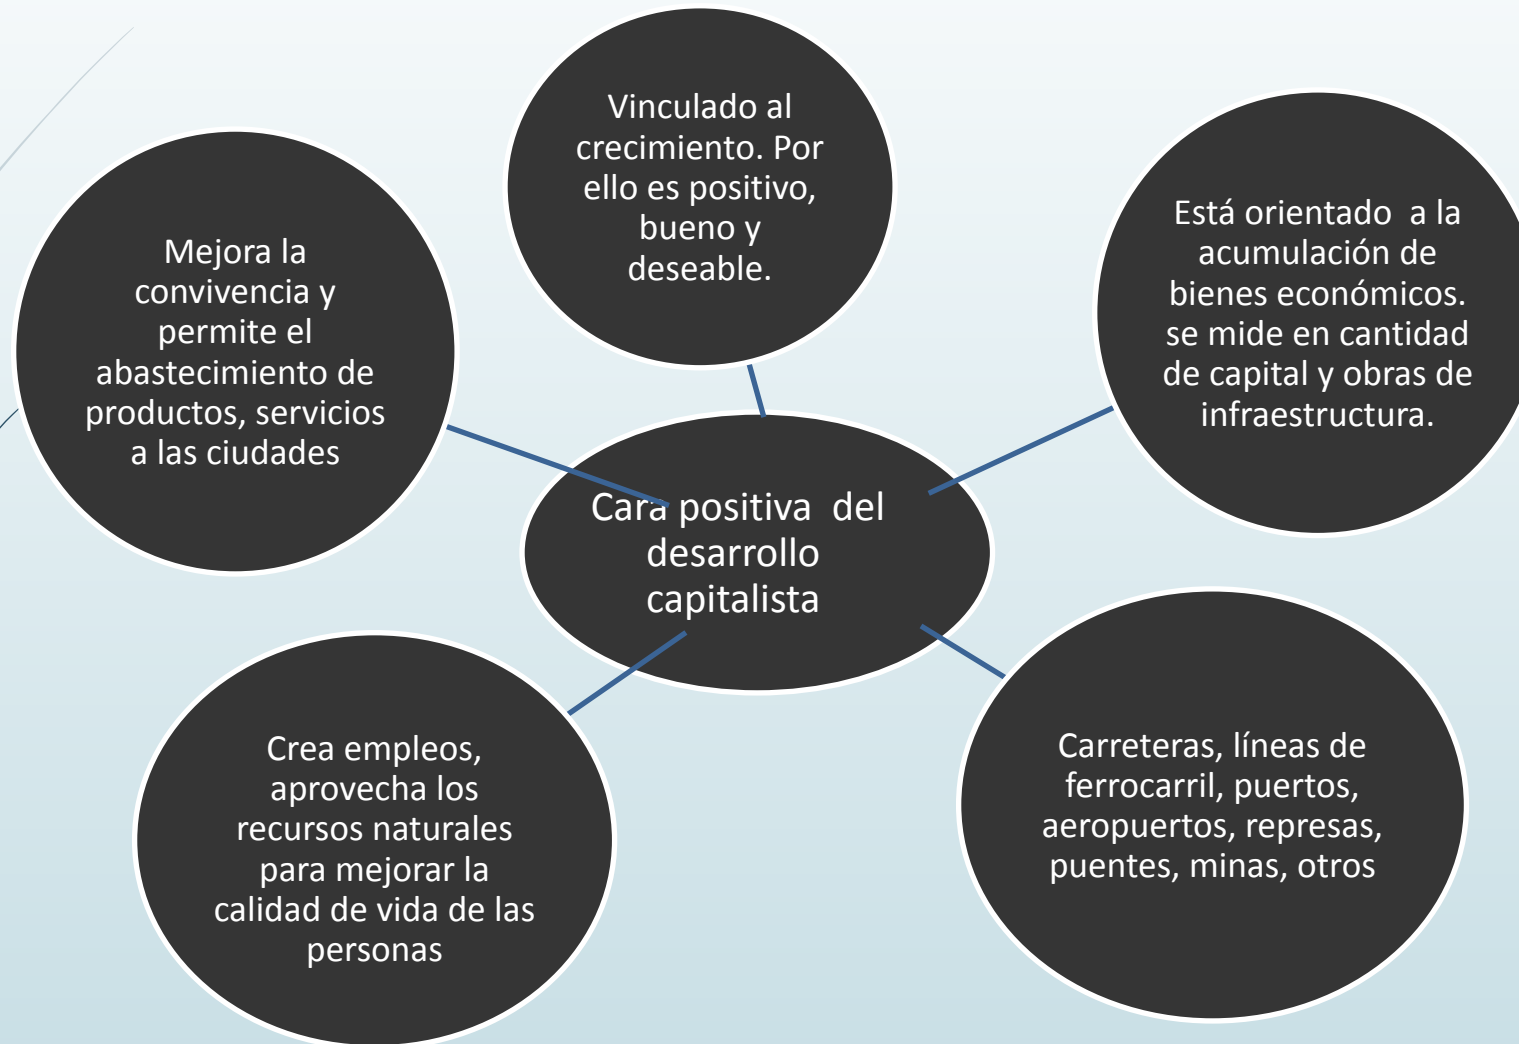 Vinculado al
crecimiento. Por
ello es positivo,
bueno y
deseable.
Está orientado  a la
acumulación de
bienes económicos.
se mide en cantidad
de capital y obras de
infraestructura.
Mejora la
convivencia y
permite el
abastecimiento de
productos, servicios
a las ciudades
Cara positiva  del
desarrollo
capitalista
Crea empleos,
aprovecha los
recursos naturales
para mejorar la
calidad de vida de las
personas
Carreteras, líneas de
ferrocarril, puertos,
aeropuertos, represas,
puentes, minas, otros